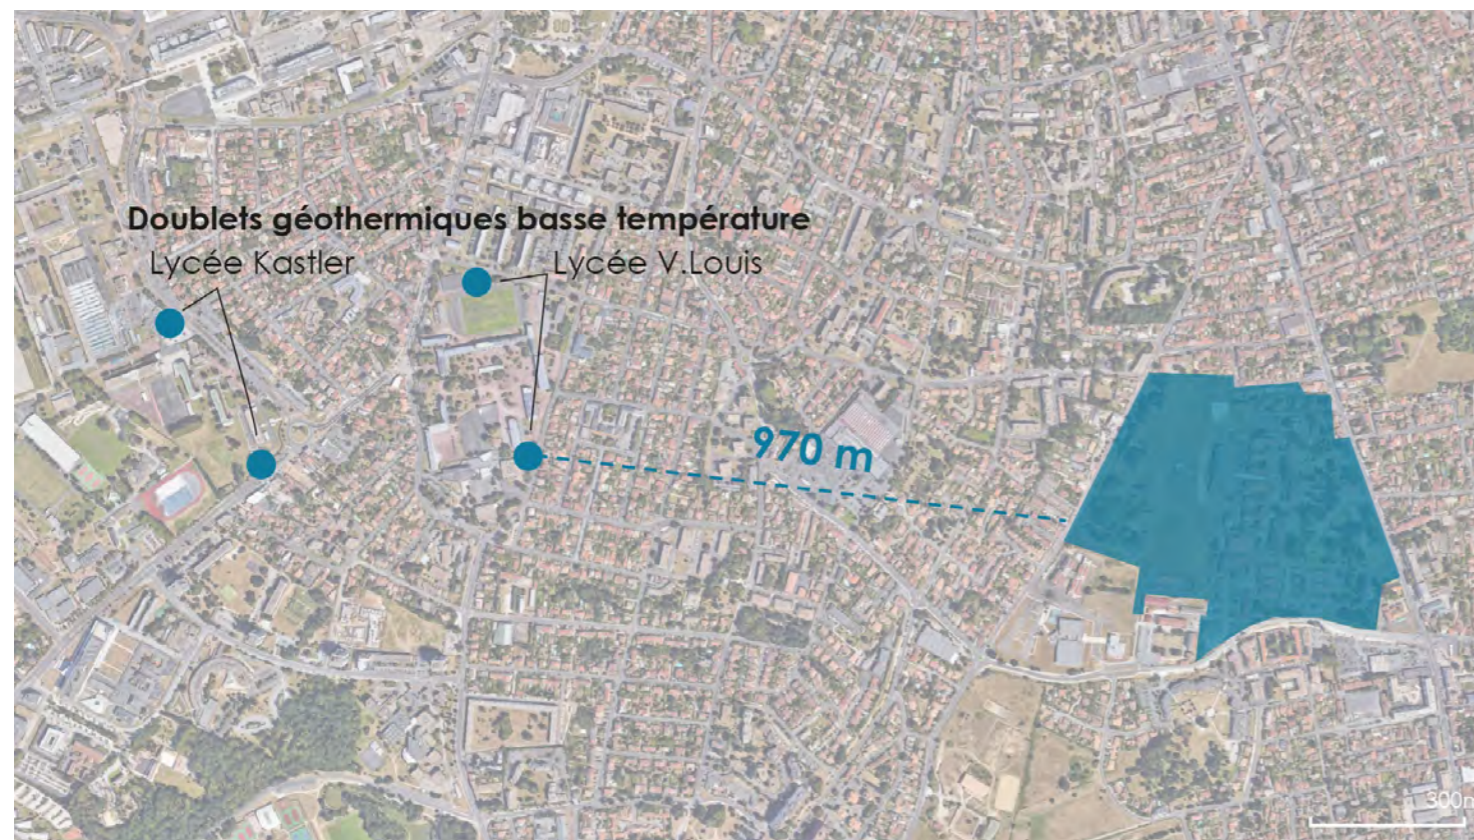 Doublets géothermiques basse température
Lycée Kastler
Lycée V.Louis
970 m
300m